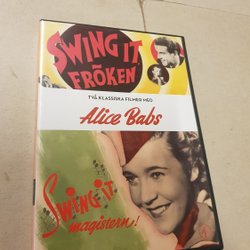 SWING IT
FRÖKEN
TVÅ KLASSISKA FILMER MED
Alice Babs
Swing it
magistern!